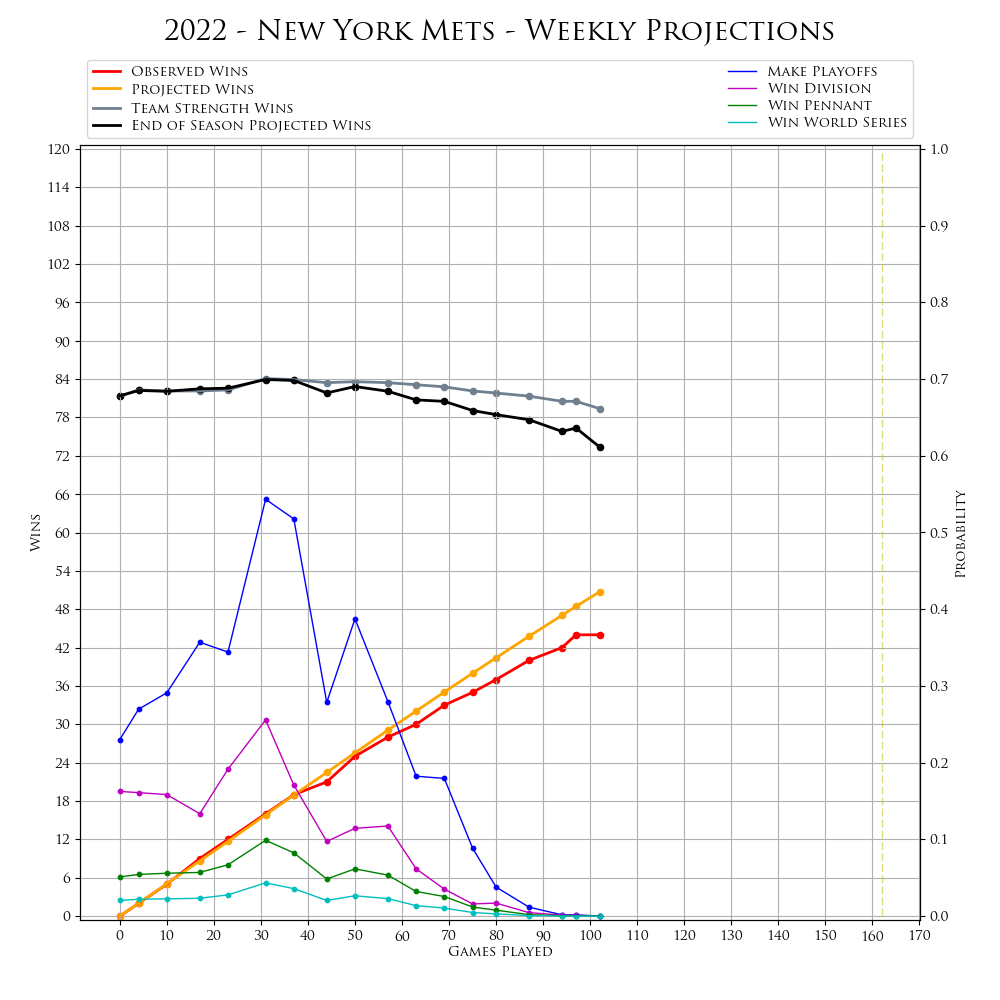 2022 - New York Mets - Weekly Projections
Observed Wins
Projected Wins
Team Strength Wins
End of Season Projected Wins
Make Playoffs
Win Division
Win Pennant
Win World Series
120
114
108
102
96
90
84
78
72
66
60
54
48
42
36
30
24
18
12
6
0
Wins
1.0
0.9
0.8
0.7
0.6
0.5
0.4
0.3
0.2
0.1
0.0
Probability
0 10 20 30 40 50 60 70 80 90 100 110 120 130 140 150 160 170
Games Played